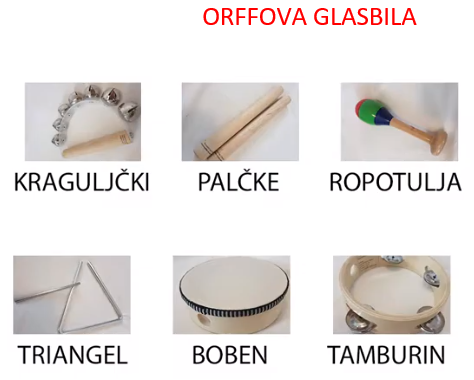 ORFFOVA GLASBILA
KRAGULJČKI PALČKE ROPOTULJA
TRIANGEL BOBEN TAMBURIN